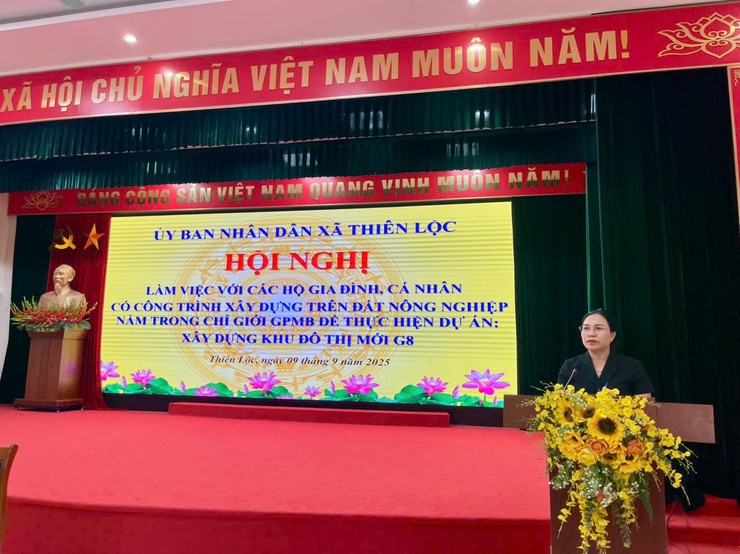 XÃ HỘI CHỦ NGHĨA VIỆT NAM MUÔN NĂM!
ĐẢNG CỘNG SẢN VIỆT NAM QUANG VINH MUÔN NĂM!
ỦY BAN NHÂN DÂN XÃ THIÊN LỘC
HỘI NGHỊ
LÀM VIỆC VỚI CÁC HỘ GIA ĐÌNH, CÁ NHÂN
CÓ CÔNG TRÌNH XÂY DỰNG TRÊN ĐẤT NÔNG NGHIỆP
NẰM TRONG CHỈ GIỚI GPMB ĐỂ THỰC HIỆN DỰ ÁN:
XÂY DỰNG KHU ĐÔ THỊ MỚI G8
Thiên Lộc, ngày 09 tháng 9 năm 2025